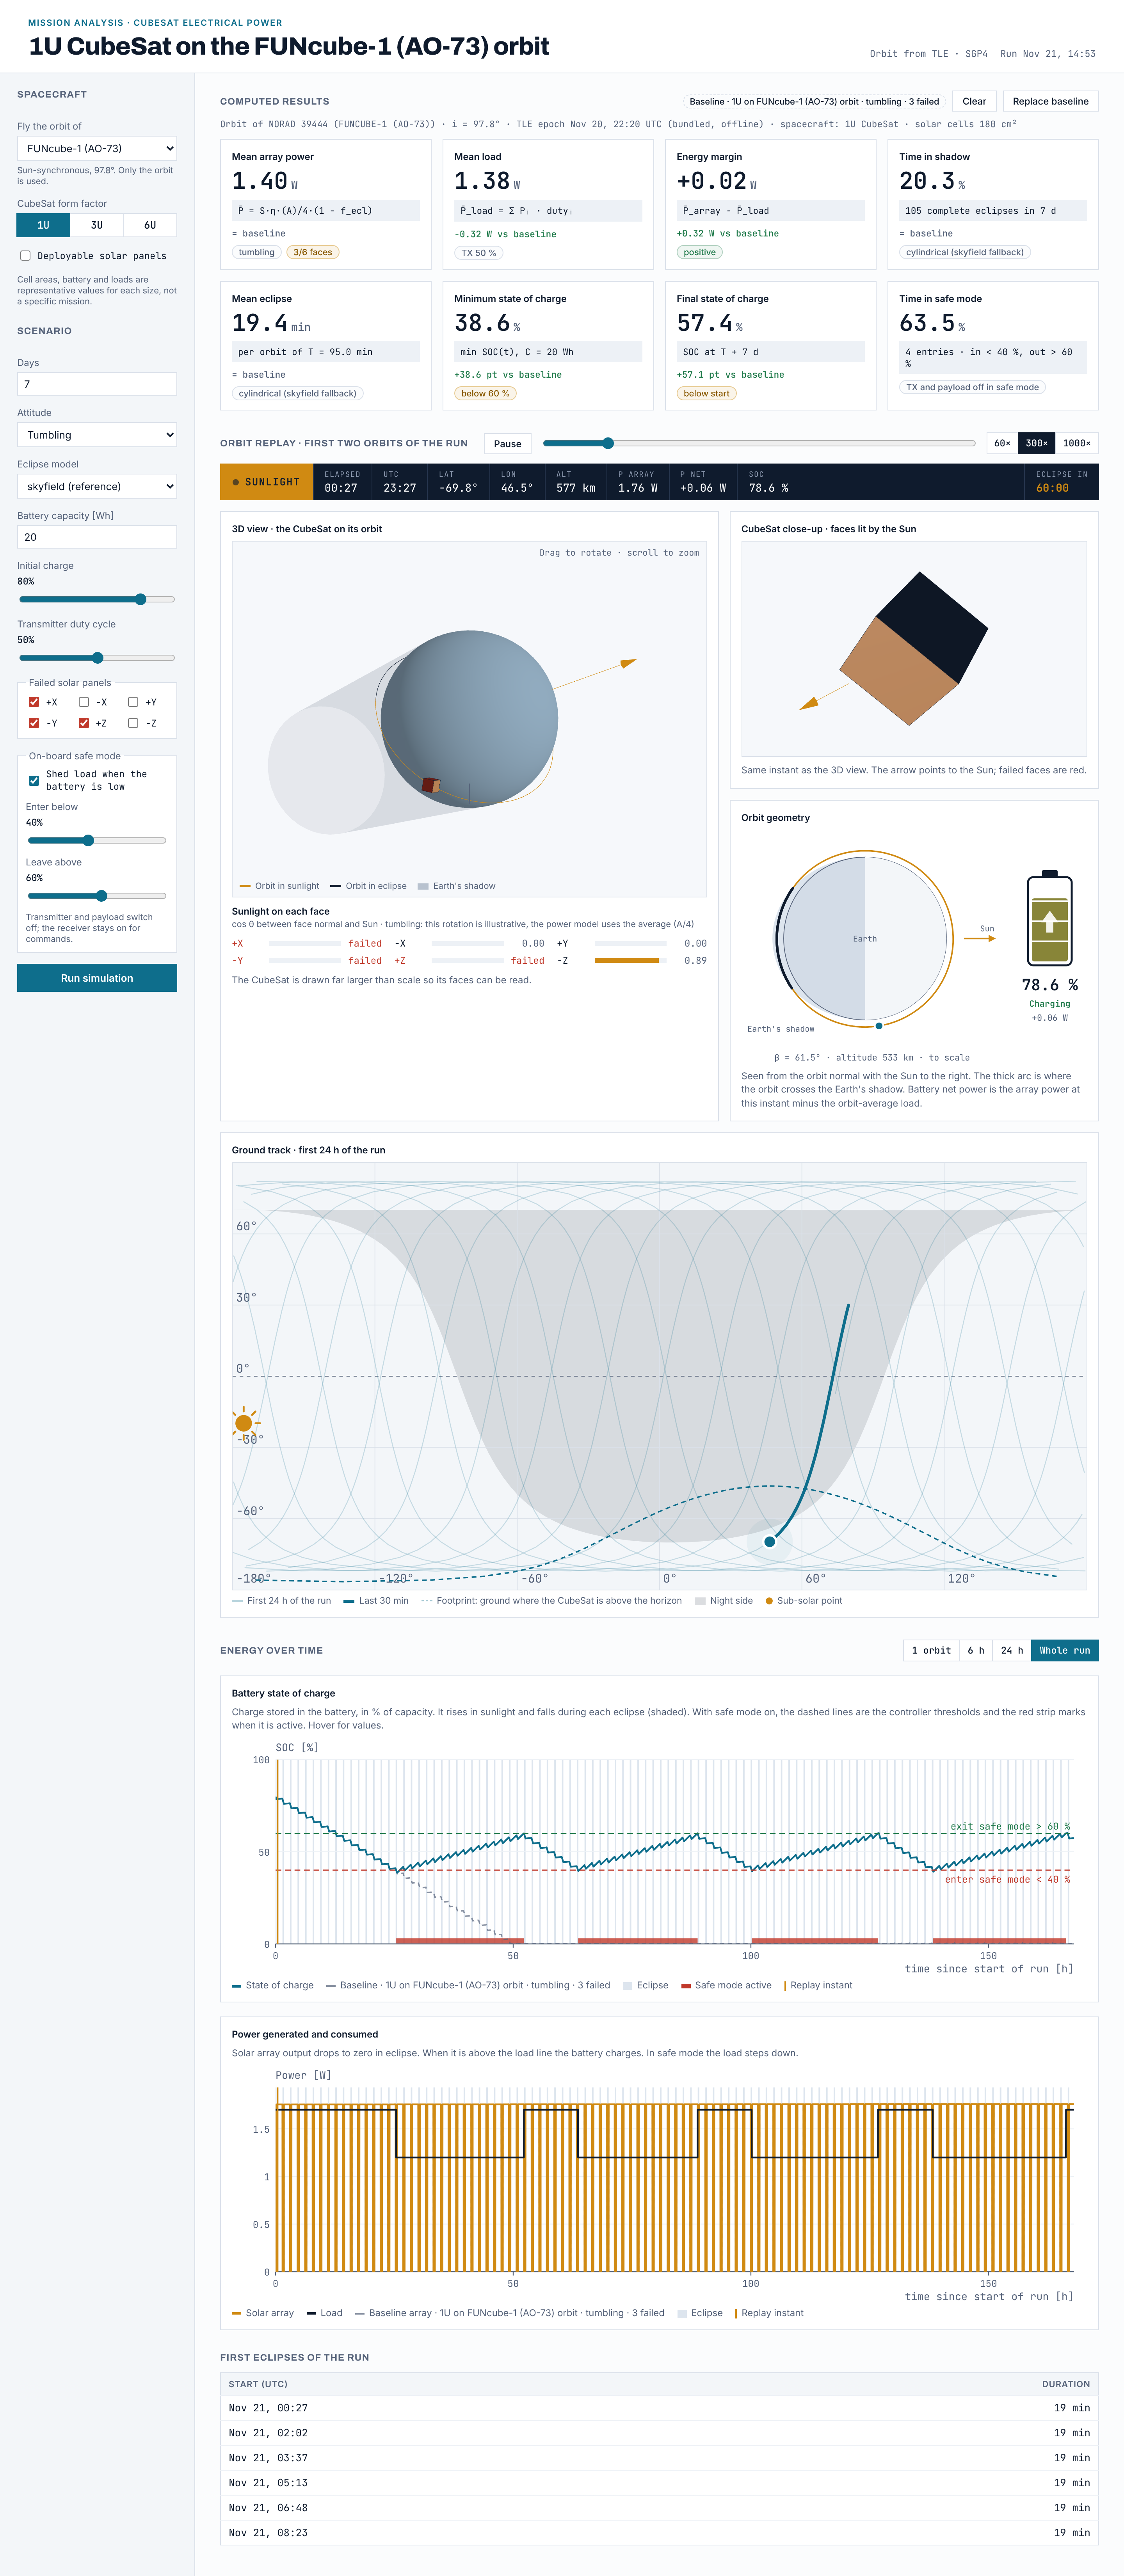 MISSION ANALYSIS · CUBESAT ELECTRICAL POWER
1U CubeSat on the FUNcube-1 (AO-73) orbit
Orbit from TLE · SGP4 Run Nov 21, 14:53
SPACECRAFT
Fly the orbit of
FUNcube-1 (AO-73)
Sun-synchronous, 97.8°. Only the orbit
is used.
CubeSat form factor
1U 3U 6U
Deployable solar panels
Cell areas, battery and loads are
representative values for each size, not
a specific mission.
SCENARIO
Days
7
Attitude
Tumbling
Eclipse model
skyfield (reference)
Battery capacity [Wh]
20
Initial charge
80%
Transmitter duty cycle
50%
Failed solar panels
+X -X +Y
-Y +Z -Z
On-board safe mode
Shed load when the
battery is low
Enter below
40%
Leave above
60%
Transmitter and payload switch
off; the receiver stays on for
commands.
Run simulation
COMPUTED RESULTS
Baseline · 1U on FUNcube-1 (AO-73) orbit · tumbling · 3 failed
Clear
Replace baseline
Orbit of NORAD 39444 (FUNCUBE-1 (AO-73)) · i = 97.8° · TLE epoch Nov 20, 22:20 UTC (bundled, offline) · spacecraft: 1U CubeSat · solar cells 180 cm²
Mean array power
1.40 W
P̄ = S·η·⟨A⟩/4·(1 - f_ecl)
= baseline
tumbling 3/6 faces
Mean load
1.38 W
P̄_load = Σ Pᵢ · dutyᵢ
-0.32 W vs baseline
TX 50 %
Energy margin
+0.02 W
P̄_array - P̄_load
+0.32 W vs baseline
positive
Time in shadow
20.3 %
105 complete eclipses in 7 d
= baseline
cylindrical (skyfield fallback)
Mean eclipse
19.4 min
per orbit of T = 95.0 min
= baseline
cylindrical (skyfield fallback)
Minimum state of charge
38.6 %
min SOC(t), C = 20 Wh
+38.6 pt vs baseline
below 60 %
Final state of charge
57.4 %
SOC at T + 7 d
+57.1 pt vs baseline
below start
Time in safe mode
63.5 %
4 entries · in < 40 %, out > 60
%
TX and payload off in safe mode
ORBIT REPLAY · FIRST TWO ORBITS OF THE RUN
Pause
60× 300× 1000×
SUNLIGHT
ELAPSED UTC LAT LON ALT P ARRAY P NET SOC ECLIPSE IN
00:27 23:27 -69.8° 46.5° 577 km 1.76 W +0.06 W 78.6 % 60:00
3D view · the CubeSat on its orbit
Drag to rotate · scroll to zoom
Orbit in sunlight Orbit in eclipse Earth's shadow
Sunlight on each face
cos θ between face normal and Sun · tumbling: this rotation is illustrative, the power model uses the average (A/4)
+X failed -X 0.00 +Y 0.00
-Y failed +Z failed -Z 0.89
The CubeSat is drawn far larger than scale so its faces can be read.
CubeSat close-up · faces lit by the Sun
Same instant as the 3D view. The arrow points to the Sun; failed faces are red.
Orbit geometry
Earth
Sun
Earth's shadow
78.6 %
Charging
+0.06 W
β = 61.5° · altitude 533 km · to scale
Seen from the orbit normal with the Sun to the right. The thick arc is where
the orbit crosses the Earth's shadow. Battery net power is the array power at
this instant minus the orbit-average load.
Ground track · first 24 h of the run
60°
30°
0°
-30°
-60°
-180° -120° -60° 0° 60° 120°
First 24 h of the run Last 30 min Footprint: ground where the CubeSat is above the horizon Night side Sub-solar point
ENERGY OVER TIME
1 orbit 6 h 24 h Whole run
Battery state of charge
Charge stored in the battery, in % of capacity. It rises in sunlight and falls during each eclipse (shaded). With safe mode on, the dashed lines are the controller thresholds and the red strip marks
when it is active. Hover for values.
SOC [%]
100
exit safe mode > 60 %
50
enter safe mode < 40 %
0
0 50 100 150
time since start of run [h]
State of charge Baseline · 1U on FUNcube-1 (AO-73) orbit · tumbling · 3 failed Eclipse Safe mode active Replay instant
Power generated and consumed
Solar array output drops to zero in eclipse. When it is above the load line the battery charges. In safe mode the load steps down.
Power [W]
1.5
1
0.5
0
0 50 100 150
time since start of run [h]
Solar array Load Baseline array · 1U on FUNcube-1 (AO-73) orbit · tumbling · 3 failed Eclipse Replay instant
FIRST ECLIPSES OF THE RUN
START (UTC) DURATION
Nov 21, 00:27 19 min
Nov 21, 02:02 19 min
Nov 21, 03:37 19 min
Nov 21, 05:13 19 min
Nov 21, 06:48 19 min
Nov 21, 08:23 19 min